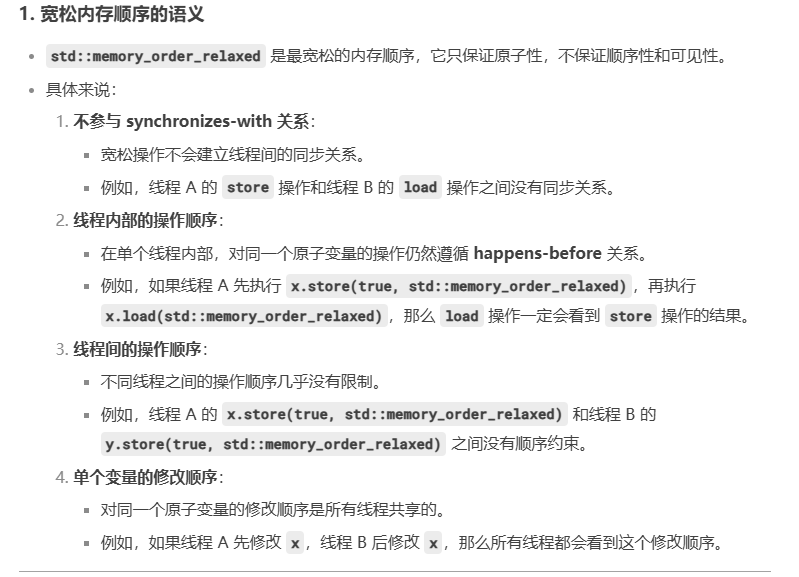 1. 宽松内存顺序的语义
std::memory_order_relaxed 是最宽松的内存顺序，它只保证原子性，不保证顺序性和可见性。
具体来说：
1. 不参与 synchronizes-with 关系：
宽松操作不会建立线程间的同步关系。
例如，线程 A 的 store 操作和线程 B 的 load 操作之间没有同步关系。
2. 线程内部的操作顺序：
在单个线程内部，对同一个原子变量的操作仍然遵循 happens-before 关系。
例如，如果线程 A 先执行 x.store(true, std::memory_order_relaxed)，再执行
x.load(std::memory_order_relaxed)，那么 load 操作一定会看到 store 操作的结果。
3. 线程间的操作顺序：
不同线程之间的操作顺序几乎没有限制。
例如，线程 A 的 x.store(true, std::memory_order_relaxed) 和线程 B 的
y.store(true, std::memory_order_relaxed) 之间没有顺序约束。
4. 单个变量的修改顺序：
对同一个原子变量的修改顺序是所有线程共享的。
例如，如果线程 A 先修改 x，线程 B 后修改 x，那么所有线程都会看到这个修改顺序。